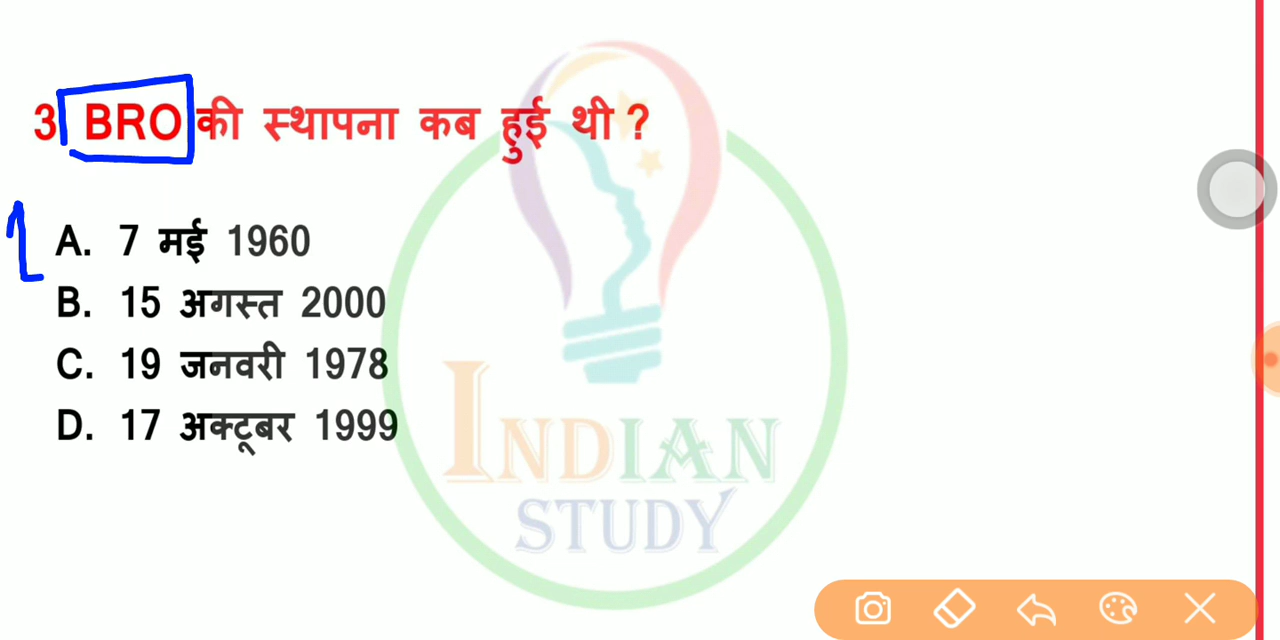 3 BRO की स्थापना कब हुई थी ?
A. 7 मई 1960
B. 15 अगस्त 2000
C. 19 जनवरी 1978
D. 17 अक्टूबर 1999
INDIAN
STUDY